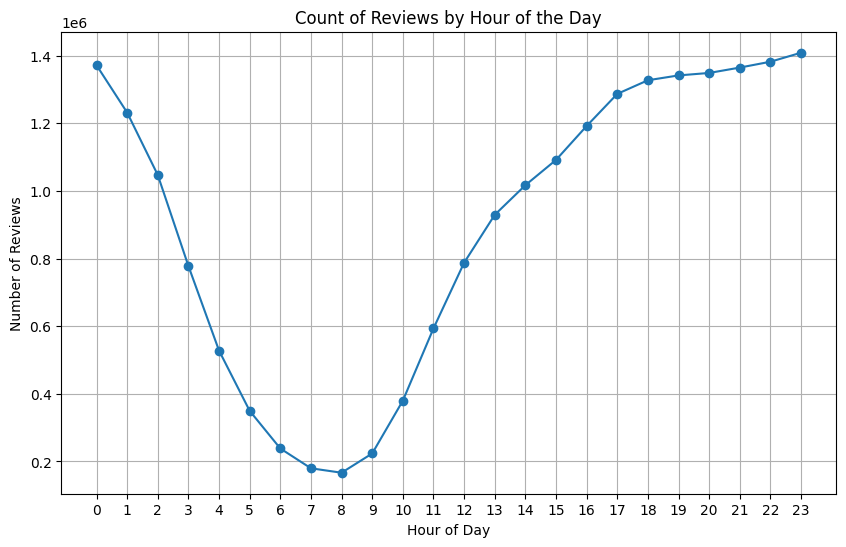 Count of Reviews by Hour of the Day
1e6
1.4
1.2
1.0
0.8
0.6
0.4
0.2
Number of Reviews
0 1 2 3 4 5 6 7 8 9 10 11 12 13 14 15 16 17 18 19 20 21 22 23
Hour of Day